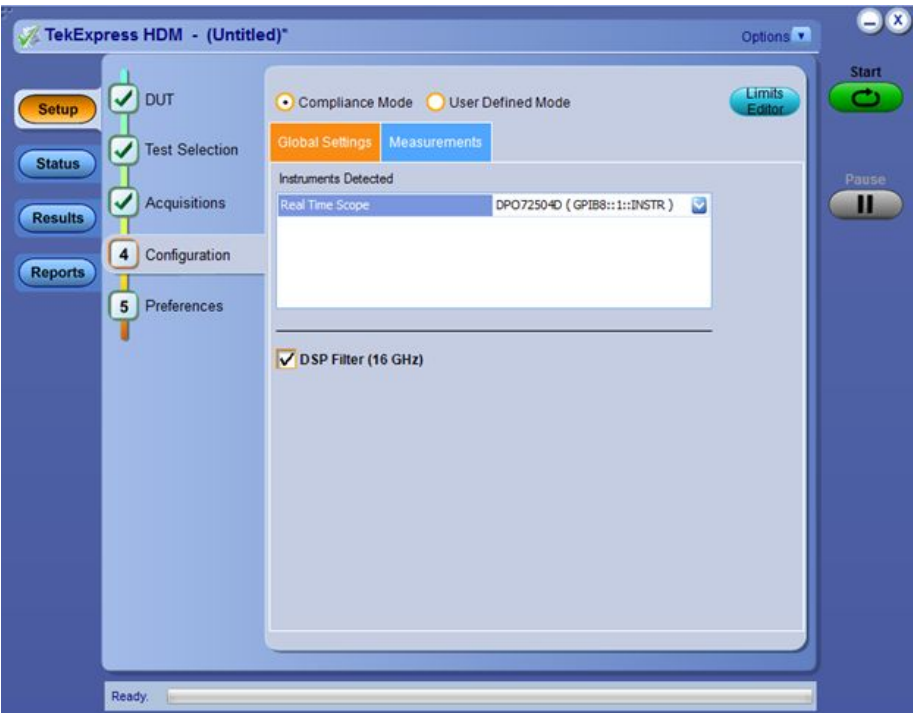 TekExpress HDM - (Untitled)*
Options
Start
Pause
Setup
Status
Results
Reports
DUT
Test Selection
Acquisitions
4 Configuration
5 Preferences
Compliance Mode User Defined Mode
Limits
Editor
Global Settings Measurements
Instruments Detected
Real Time Scope DPO72504D ( GPIB8::1::INSTR )
DSP Filter (16 GHz)
Ready.